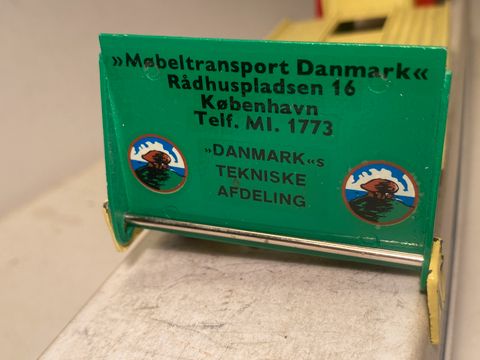 »Møbeltransport Danmark«
Rådhuspladsen 16
København
Telf. MI. 1773
»DANMARK«s
TEKNISKE
AFDELING